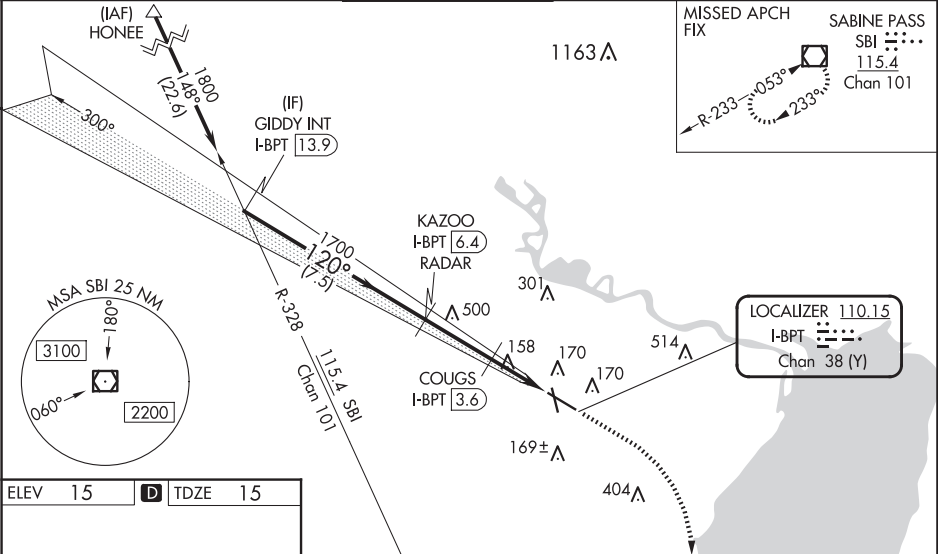 (IAF)
HONEE
1800
148°
(22.6)
300°
(IF)
GIDDY INT
I-BPT 13.9
1163
MISSED APCH
FIX
SABINE PASS
SBI
115.4
Chan 101
R-233
053°
233°
KAZOO
I-BPT 6.4
RADAR
1700
120°
(7.5)
R-328
115.4 SBI
Chan 101
500
301
158
170
170
514
COUGS
I-BPT 3.6
169±
404
LOCALIZER 110.15
I-BPT
Chan 38 (Y)
MSA SBI 25 NM
180°
3100
060°
2200
ELEV 15 D TDZE 15